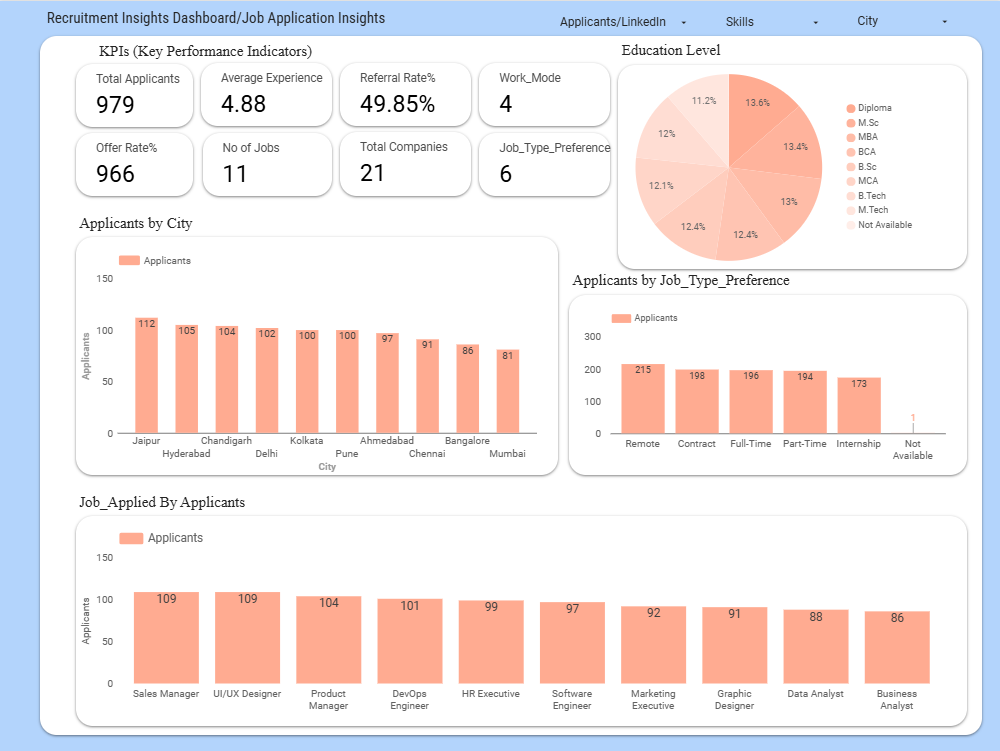 Recruitment Insights Dashboard/Job Application Insights
Applicants/LinkedIn
Skills
City
KPIs (Key Performance Indicators)
Total Applicants
979
Average Experience
4.88
Referral Rate%
49.85%
Work_Mode
4
Offer Rate%
966
No of Jobs
11
Total Companies
21
Job_Type_Preference
6
Education Level
13.6%
13.4%
13%
12.4%
12.4%
12.1%
12%
11.2%
Diploma
M.Sc
MBA
BCA
B.Sc
MCA
B.Tech
M.Tech
Not Available
Applicants by City
Applicants
150
100
50
0
Applicants
112
105
104
102
100
100
97
91
86
81
Jaipur
Hyderabad
Chandigarh
Delhi
Kolkata
Pune
Ahmedabad
Chennai
Bangalore
Mumbai
City
Applicants by Job_Type_Preference
Applicants
300
200
100
0
215
198
196
194
173
1
Remote
Contract
Full-Time
Part-Time
Internship
Not
Available
Job_Applied By Applicants
Applicants
150
100
50
0
Applicants
109
109
104
101
99
97
92
91
88
86
Sales Manager
UI/UX Designer
Product
Manager
DevOps
Engineer
HR Executive
Software
Engineer
Marketing
Executive
Graphic
Designer
Data Analyst
Business
Analyst